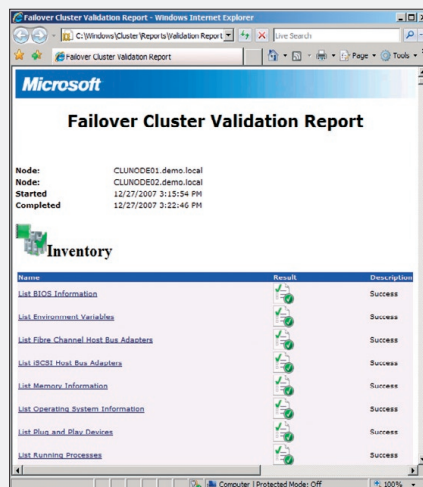 Failover Cluster Validation Report - Windows Internet Explorer
C:\Windows\Cluster\Reports\Validation Report
Live Search
Failover Cluster Validation Report
Page
Tools
Microsoft
Failover Cluster Validation Report
Node: CLUNODE01.demo.local
Node: CLUNODE02.demo.local
Started 12/27/2007 3:15:54 PM
Completed 12/27/2007 3:22:46 PM
Inventory
Name Result Description
List BIOS Information Success
List Environment Variables Success
List Fibre Channel Host Bus Adapters Success
List iSCSI Host Bus Adapters Success
List Memory Information Success
List Operating System Information Success
List Plug and Play Devices Success
List Running Processes Success
Computer | Protected Mode: Off 100%